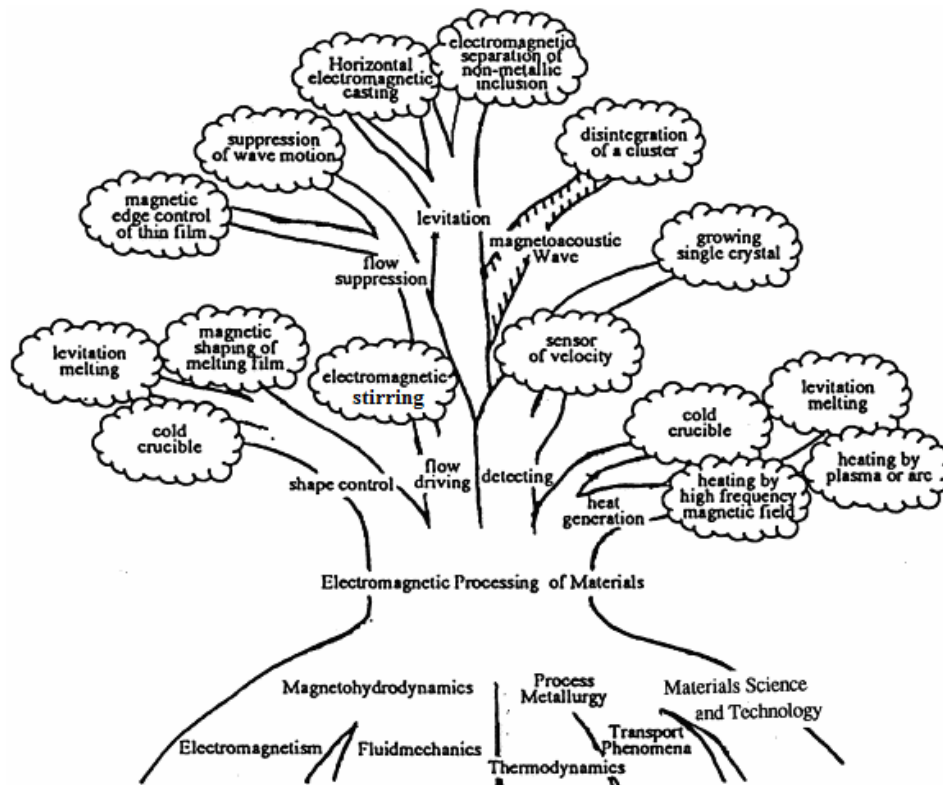 Horizontal
electromagnetic
casting
electromagnetic
separation of
non-metallic
inclusion
suppression
of wave motion
disintegration
of a cluster
magnetic
edge control
of thin film
levitation
magnetoacoustic
Wave
growing
single crystal
flow
suppression
levitation
melting
magnetic
shaping of
melting film
electromagnetic
stirring
sensor
of velocity
levitation
melting
cold
crucible
cold
crucible
shape control
flow
driving
detecting
heat
generation
heating by
high frequency
magnetic field
heating by
plasma or arc
Electromagnetic Processing of Materials
Magnetohydrodynamics
Process
Metallurgy
Materials Science
and Technology
Electromagnetism
Fluidmechanics
Thermodynamics
Transport
Phenomena